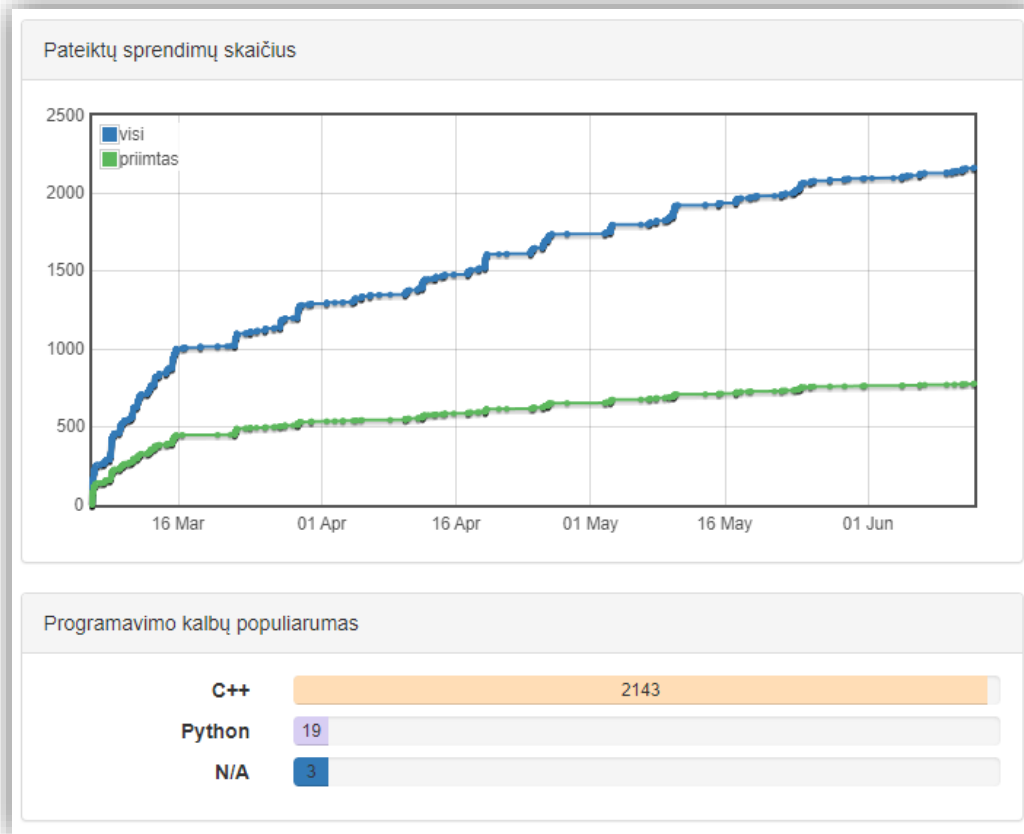 Pateiktų sprendimų skaičius
2500
visi
priimtas
2000
1500
1000
500
0
16 Mar 01 Apr 16 Apr 01 May 16 May 01 Jun
Programavimo kalbų populiarumas
C++ 2143
Python 19
N/A 3